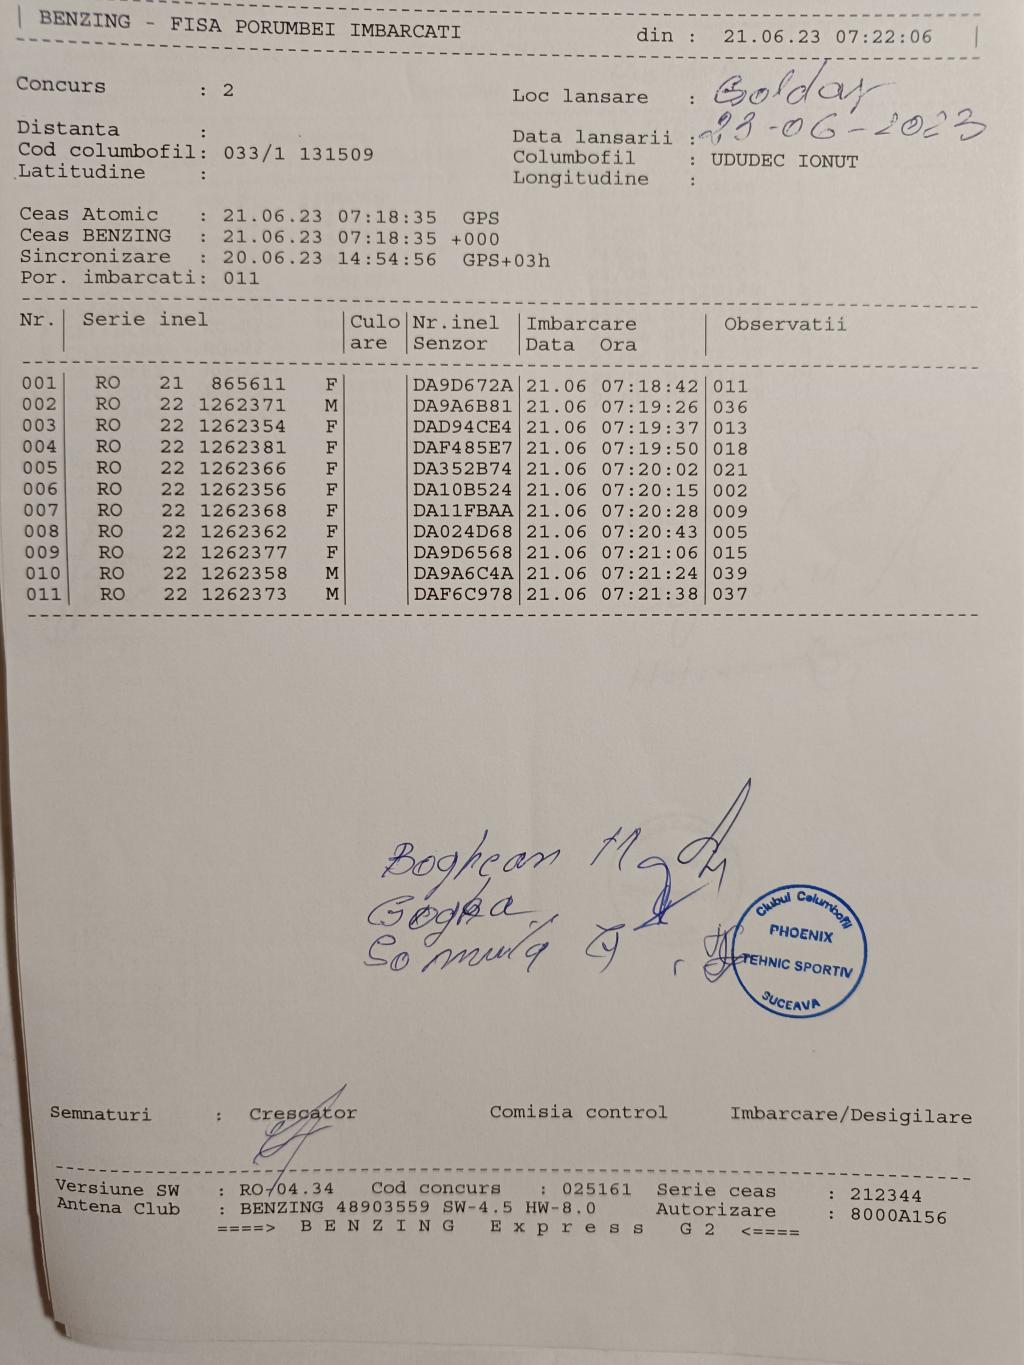 BENZING - FISA PORUMBEI IMBARCATI din : 21.06.23 07:22:06
Concurs : 2 Loc lansare :
Distanta : Data lansarii : 23-06-2023
Cod columbofil: 033/1 131509 Columbofil : UDUDEC IONUT
Latitudine : Longitudine :
Ceas Atomic : 21.06.23 07:18:35 GPS
Ceas BENZING : 21.06.23 07:18:35 +000
Sincronizare : 20.06.23 14:54:56 GPS+03h
Por. imbarcati: 011
Nr. Serie inel Culo Nr.inel Imbarcare Observatii
are Senzor Data Ora
001 RO 21 865611 F DA9D672A 21.06 07:18:42 011
002 RO 22 1262371 M DA9A6B81 21.06 07:19:26 036
003 RO 22 1262354 F DAD94CE4 21.06 07:19:37 013
004 RO 22 1262381 F DAF485E7 21.06 07:19:50 018
005 RO 22 1262366 F DA352B74 21.06 07:20:02 021
006 RO 22 1262356 F DA10B524 21.06 07:20:15 002
007 RO 22 1262368 F DA11FBAA 21.06 07:20:28 009
008 RO 22 1262362 F DA024D68 21.06 07:20:43 005
009 RO 22 1262377 F DA9D6568 21.06 07:21:06 015
010 RO 22 1262358 M DA9A6C4A 21.06 07:21:24 039
011 RO 22 1262373 M DAF6C978 21.06 07:21:38 037
Boghean
Clubul Columbofil
PHOENIX
TEHNIC SPORTIV
SUCEAVA
Semnaturi : Crescator Comisia control Imbarcare/Desigilare
Versiune SW : RO-04.34 Cod concurs : 025161 Serie ceas : 212344
Antena Club : BENZING 48903559 SW-4.5 HW-8.0 Autorizare : 8000A156
====> B E N Z I N G E x p r e s s G 2 <====